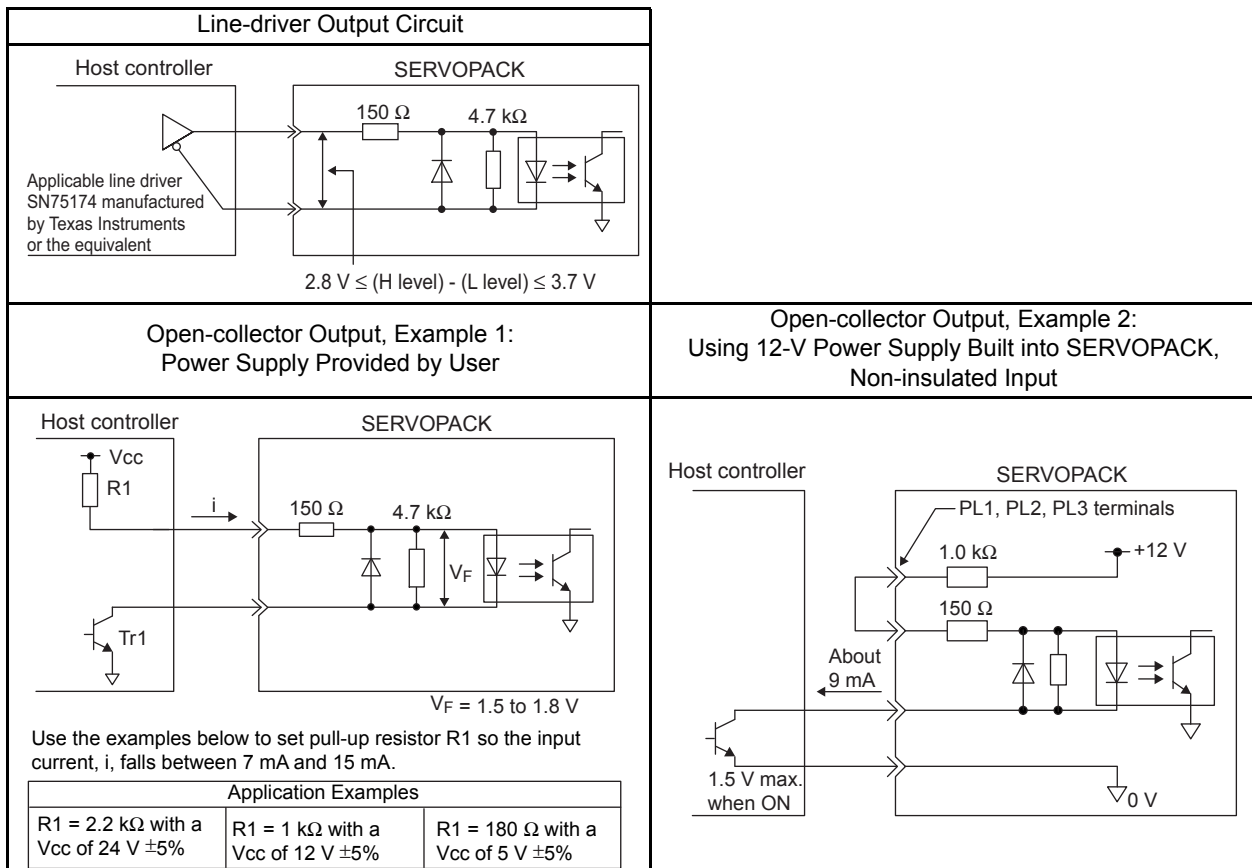 Line-driver Output Circuit
Host controller
SERVOPACK
150 Ω
4.7 kΩ
Applicable line driver
SN75174 manufactured
by Texas Instruments
or the equivalent
2.8 V ≤ (H level) - (L level) ≤ 3.7 V
Open-collector Output, Example 1:
Power Supply Provided by User
Host controller
SERVOPACK
Vcc
R1
i
150 Ω
4.7 kΩ
VF
Tr1
VF = 1.5 to 1.8 V
Use the examples below to set pull-up resistor R1 so the input
current, i, falls between 7 mA and 15 mA.
Application Examples
R1 = 2.2 kΩ with a
Vcc of 24 V ±5%
R1 = 1 kΩ with a
Vcc of 12 V ±5%
R1 = 180 Ω with a
Vcc of 5 V ±5%
Open-collector Output, Example 2:
Using 12-V Power Supply Built into SERVOPACK,
Non-insulated Input
Host controller
SERVOPACK
PL1, PL2, PL3 terminals
1.0 kΩ
+12 V
150 Ω
About
9 mA
1.5 V max.
when ON
0 V